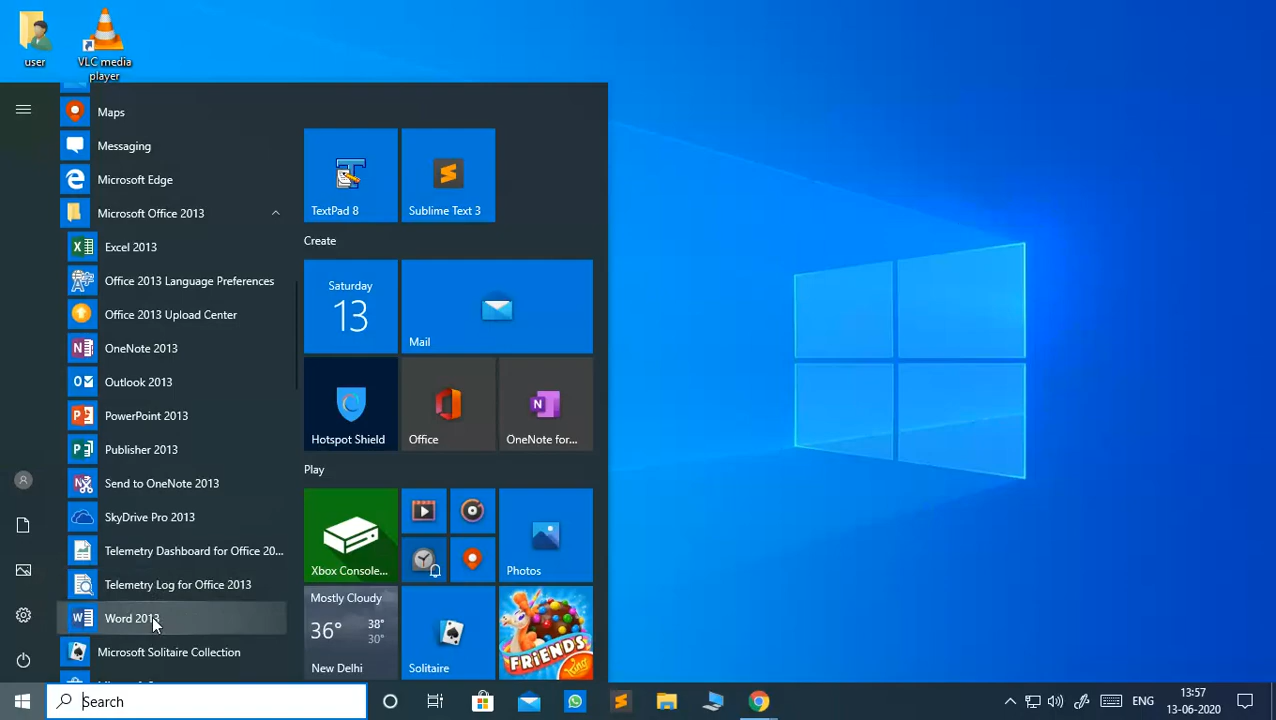 user
VLC media
player
Maps
Messaging
Microsoft Edge
Microsoft Office 2013
Excel 2013
Office 2013 Language Preferences
Office 2013 Upload Center
OneNote 2013
Outlook 2013
PowerPoint 2013
Publisher 2013
Send to OneNote 2013
SkyDrive Pro 2013
Telemetry Dashboard for Office 20...
Telemetry Log for Office 2013
Word 2013
Microsoft Solitaire Collection
TextPad 8
Sublime Text 3
Create
Saturday
13
Mail
Hotspot Shield
Office
OneNote for...
Play
Xbox Console...
Photos
Mostly Cloudy
36°
38°
30°
New Delhi
Solitaire
FRIENDS
King
Search
ENG
13:57
13-06-2020